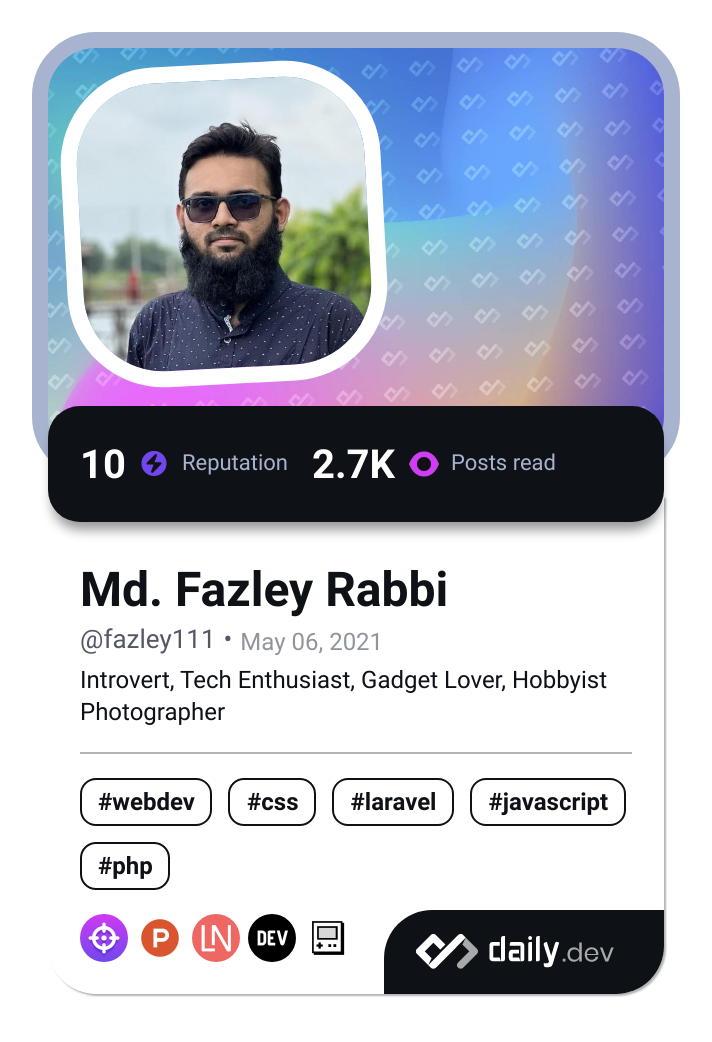 10 Reputation 2.7K Posts read
Md. Fazley Rabbi
@fazley111 • May 06, 2021
Introvert, Tech Enthusiast, Gadget Lover, Hobbyist
Photographer
#webdev #css #laravel #javascript
#php
P LN DEV
daily.dev